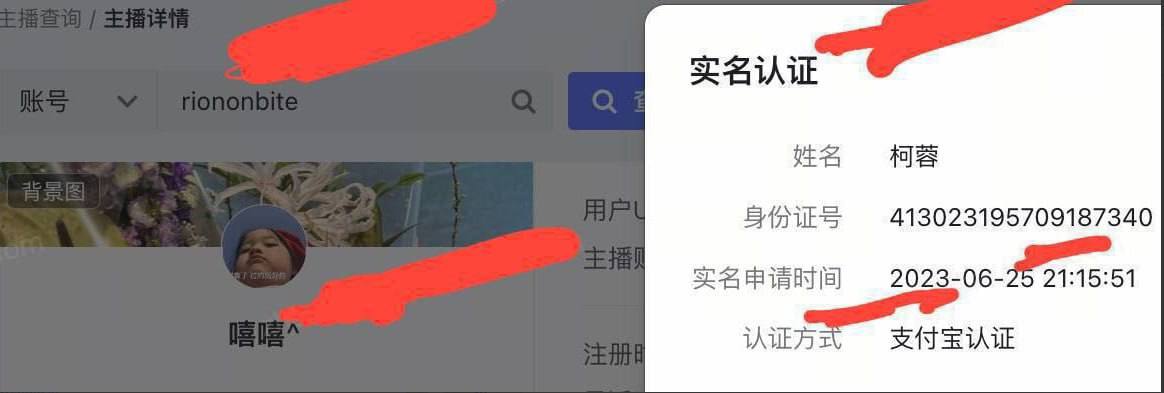 主播查询 / 主播详情
账号
riononbite
背景图
嘻嘻^
用户U
主播账
注册时
实名认证
姓名 柯蓉
身份证号 413023195709187340
实名申请时间 2023-06-25 21:15:51
认证方式 支付宝认证